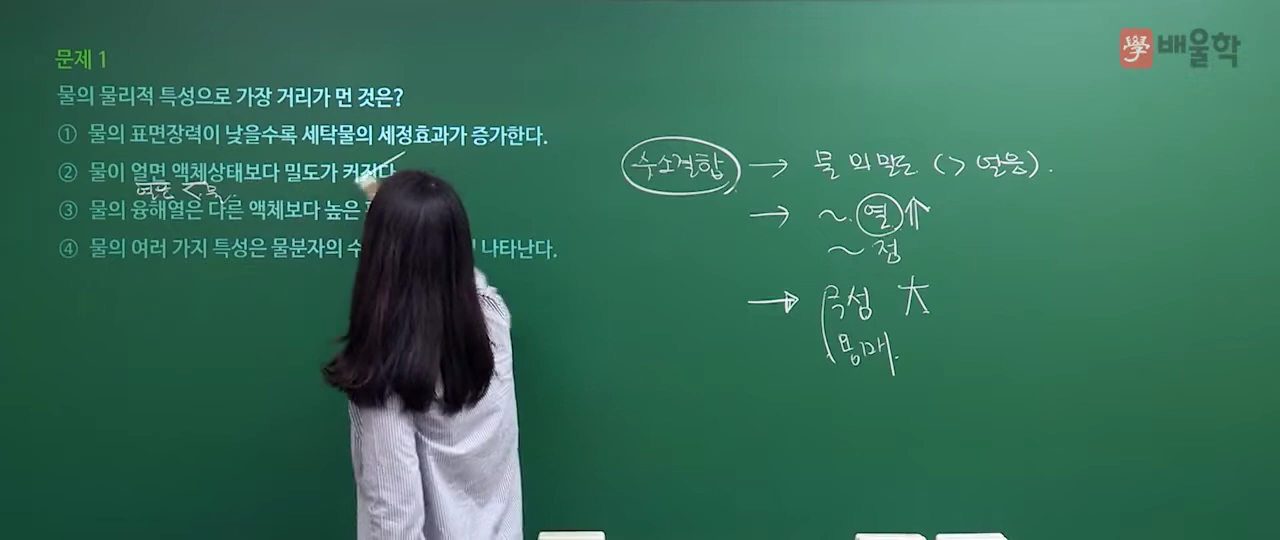 學 배울학
문제 1
물의 물리적 특성으로 가장 거리가 먼 것은?
① 물의 표면장력이 낮을수록 세탁물의 세정효과가 증가한다.
② 물이 얼면 액체상태보다 밀도가 커진다
얼음 < 물.
③ 물의 융해열은 다른 액체보다 높은
④ 물의 여러 가지 특성은 물분자의 수 나타난다.
수소결합 → 물의 밀도 (> 얼음).
→ ~. 열 ⇑
~ 점
→ 극성 大
용매.